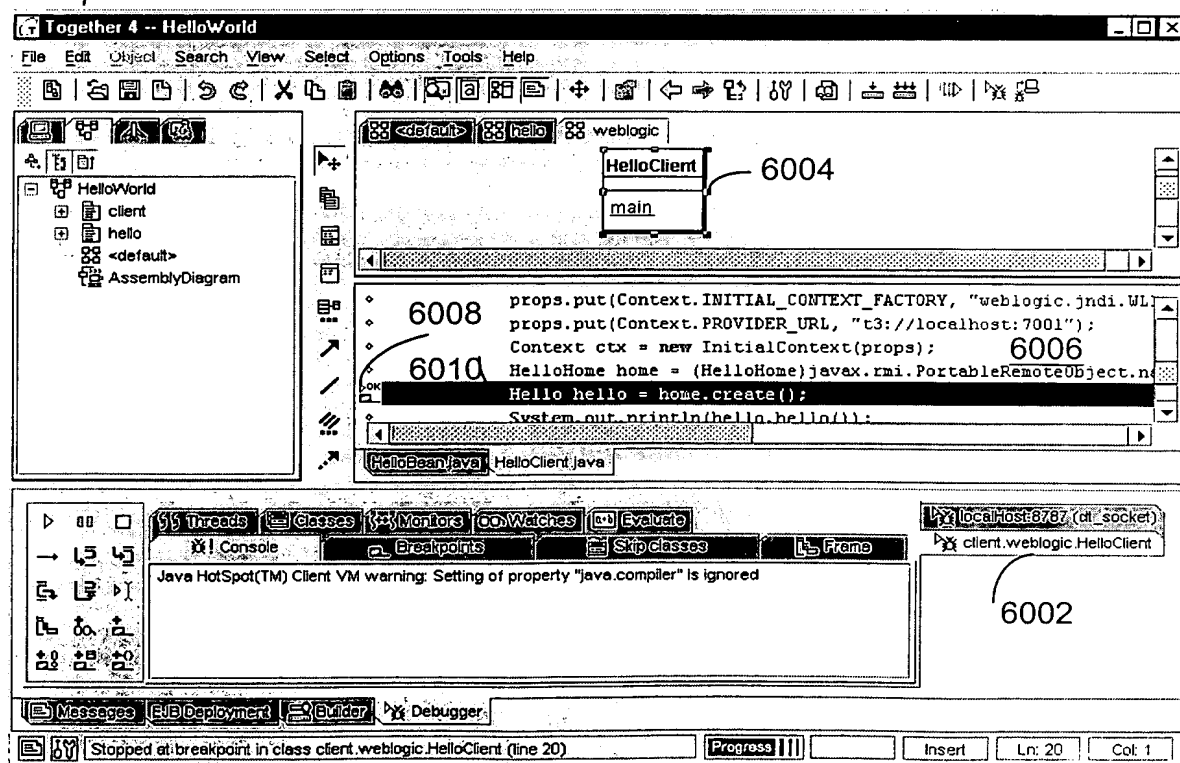 Together 4 -- HelloWorld
File Edit Object Search View Select Options Tools Help
<default> hello weblogic
HelloWorld
client
hello
<default>
AssemblyDiagram
HelloClient
main
6004
props.put(Context.INITIAL_CONTEXT_FACTORY, "weblogic.jndi.WL
props.put(Context.PROVIDER_URL, "t3://localhost:7001");
Context ctx = new InitialContext(props);
HelloHome home = (HelloHome)javax.rmi.PortableRemoteObject.na
Hello hello = home.create();
System.out.println(hello.hello());
6008
6010
6006
OK
HelloBean.java HelloClient.java
Threads Classes Monitors Watches Evaluate
Console Breakpoints Skip classes Frame
Java HotSpot(TM) Client VM warning: Setting of property "java.compiler" is ignored
localHost:8787 (dt_socket)
client.weblogic.HelloClient
6002
Messages EJB Deployment Builder Debugger
Stopped at breakpoint in class client.weblogic.HelloClient (line 20) Progress Insert Ln: 20 Col: 1